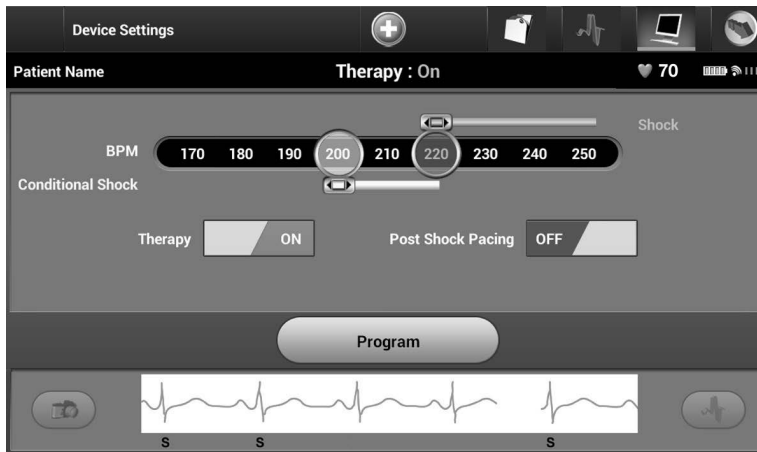 Device Settings
Patient Name Therapy : On 70
Shock
BPM 170 180 190 200 210 220 230 240 250
Conditional Shock
Therapy ON Post Shock Pacing OFF
Program
S S S